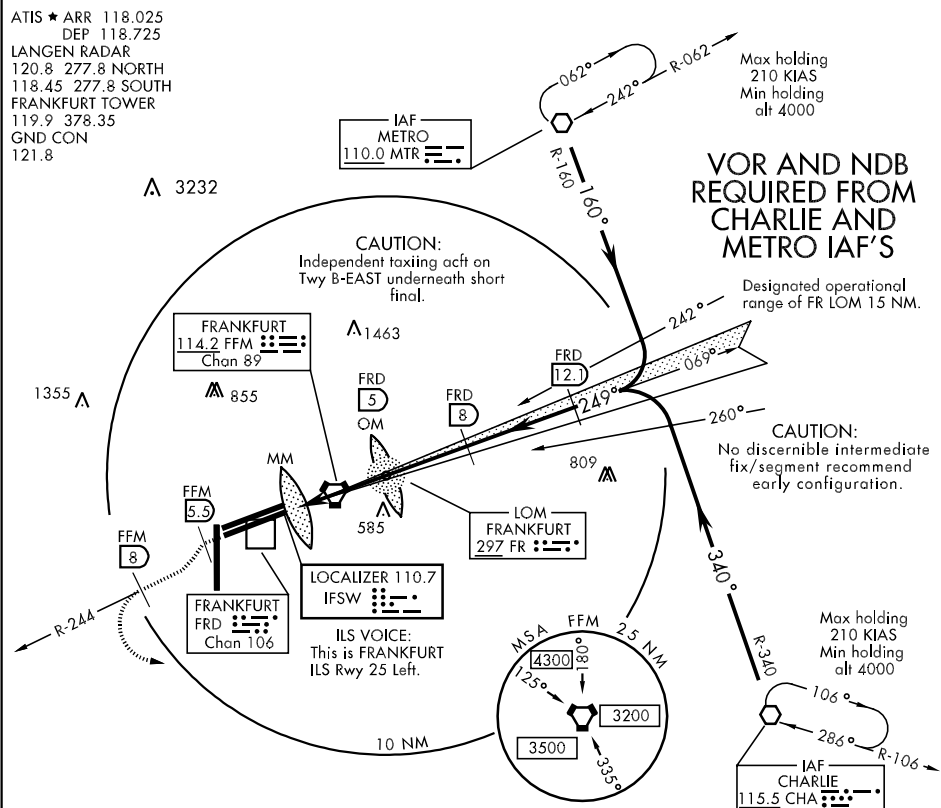 ATIS ★ ARR 118.025
DEP 118.725
LANGEN RADAR
120.8 277.8 NORTH
118.45 277.8 SOUTH
FRANKFURT TOWER
119.9 378.35
GND CON
121.8
062°
242°
R-062
Max holding
210 KIAS
Min holding
alt 4000
IAF
METRO
110.0 MTR
R-160
160°
3232
VOR AND NDB
REQUIRED FROM
CHARLIE AND
METRO IAF'S
CAUTION:
Independent taxiing acft on
Twy B-EAST underneath short
final.
Designated operational
range of FR LOM 15 NM.
242°
FRANKFURT
114.2 FFM
Chan 89
1463
069°
FRD
12.1
1355
855
FRD
5
OM
FRD
8
249°
260°
CAUTION:
No discernible intermediate
fix/segment recommend
early configuration.
MM
809
FFM
5.5
585
LOM
FRANKFURT
297 FR
FFM
8
340°
LOCALIZER 110.7
IFSW
FRANKFURT
FRD
Chan 106
R-244
ILS VOICE:
This is FRANKFURT
ILS Rwy 25 Left.
MSA FFM 25 NM
4300
180°
125°
3200
3500
335°
10 NM
R-340
Max holding
210 KIAS
Min holding
alt 4000
106°
286°
R-106
IAF
CHARLIE
115.5 CHA